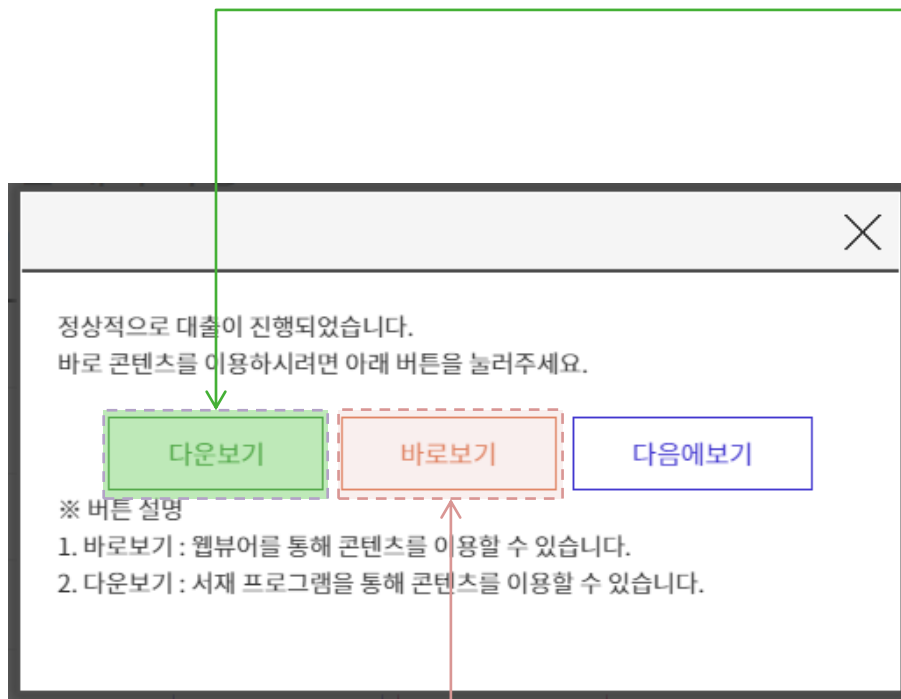 정상적으로 대출이 진행되었습니다.
바로 콘텐츠를 이용하시려면 아래 버튼을 눌러주세요.
다운보기
바로보기
다음에보기
※ 버튼 설명
1. 바로보기 : 웹뷰어를 통해 콘텐츠를 이용할 수 있습니다.
2. 다운보기 : 서재 프로그램을 통해 콘텐츠를 이용할 수 있습니다.